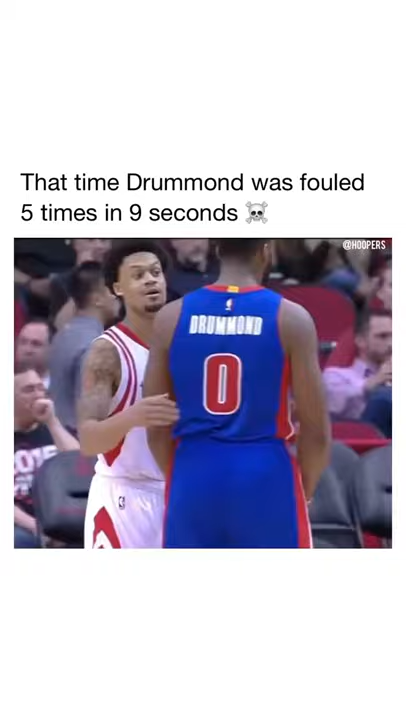 That time Drummond was fouled
5 times in 9 seconds ☠️
@HOOPERS
DRUMMOND
0